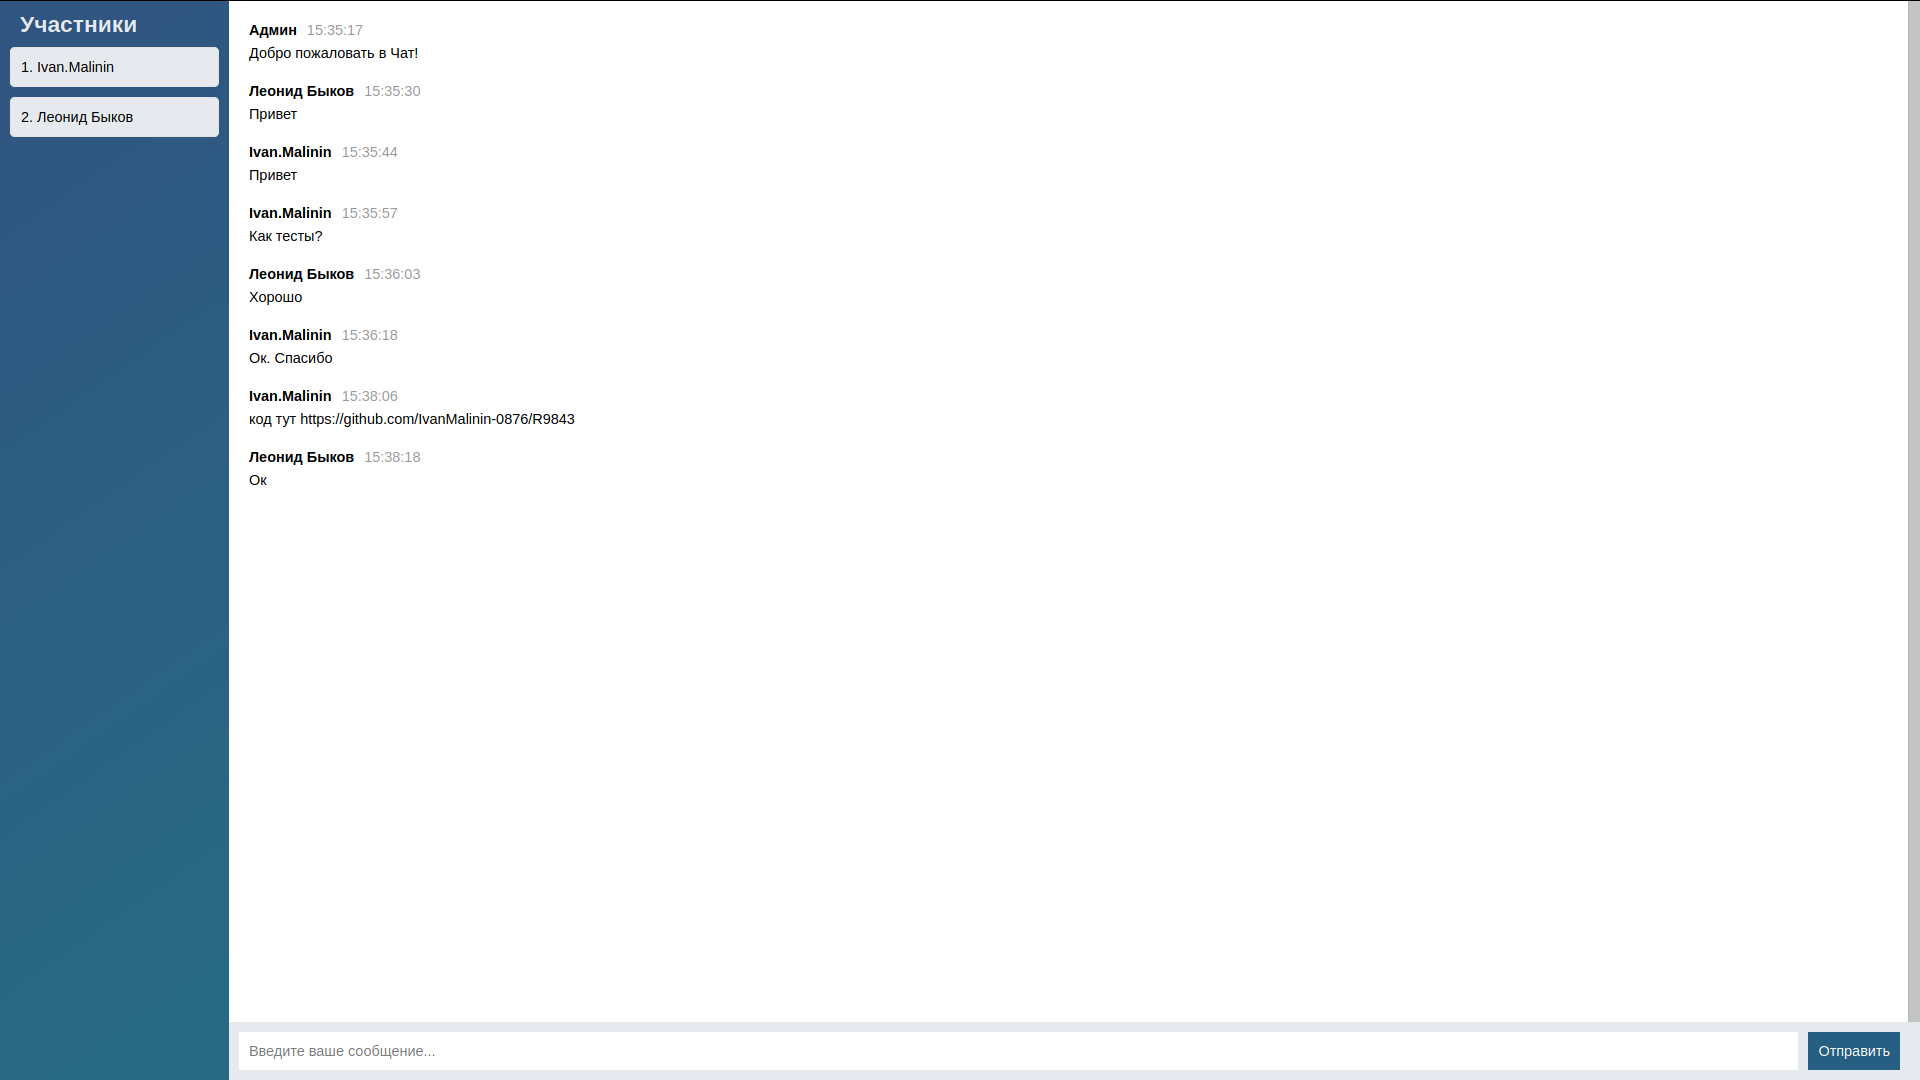 Участники
1. Ivan.Malinin
2. Леонид Быков
Админ 15:35:17
Добро пожаловать в Чат!
Леонид Быков 15:35:30
Привет
Ivan.Malinin 15:35:44
Привет
Ivan.Malinin 15:35:57
Как тесты?
Леонид Быков 15:36:03
Хорошо
Ivan.Malinin 15:36:18
Ок. Спасибо
Ivan.Malinin 15:38:06
код тут https://github.com/IvanMalinin-0876/R9843
Леонид Быков 15:38:18
Ок
Введите ваше сообщение...
Отправить